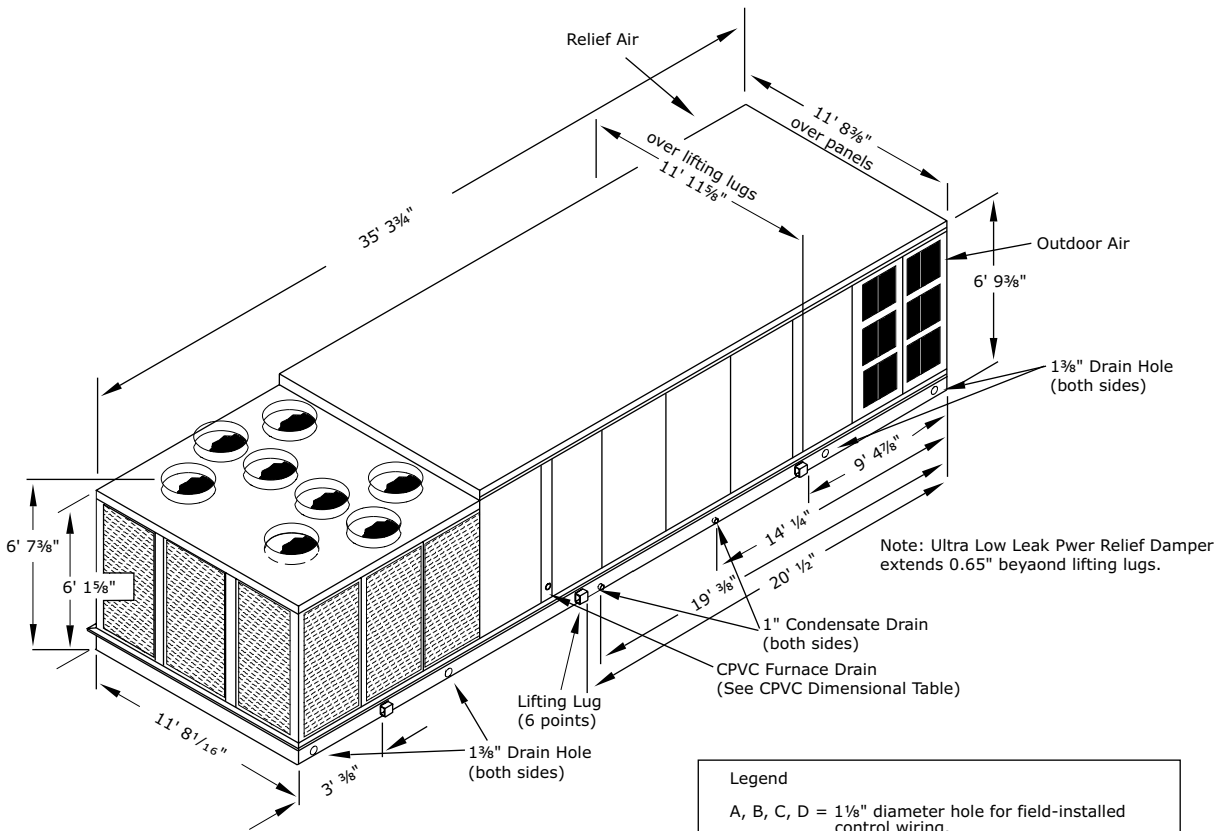 Relief Air
11' 8⅜"
over panels
over lifting lugs
11' 11⅝"
35' 3¾"
Outdoor Air
6' 9⅜"
1⅜" Drain Hole
(both sides)
9' 4⅞"
14' ¼"
19' ⅜"
20' ½"
Note: Ultra Low Leak Pwer Relief Damper
extends 0.65" beyaond lifting lugs.
6' 7⅜"
6' 1⅝"
1" Condensate Drain
(both sides)
CPVC Furnace Drain
(See CPVC Dimensional Table)
Lifting Lug
(6 points)
11' 8¹/₁₆"
1⅜" Drain Hole
(both sides)
3' ⅜"
Legend
A, B, C, D = 1⅛" diameter hole for field-installed
control wiring.